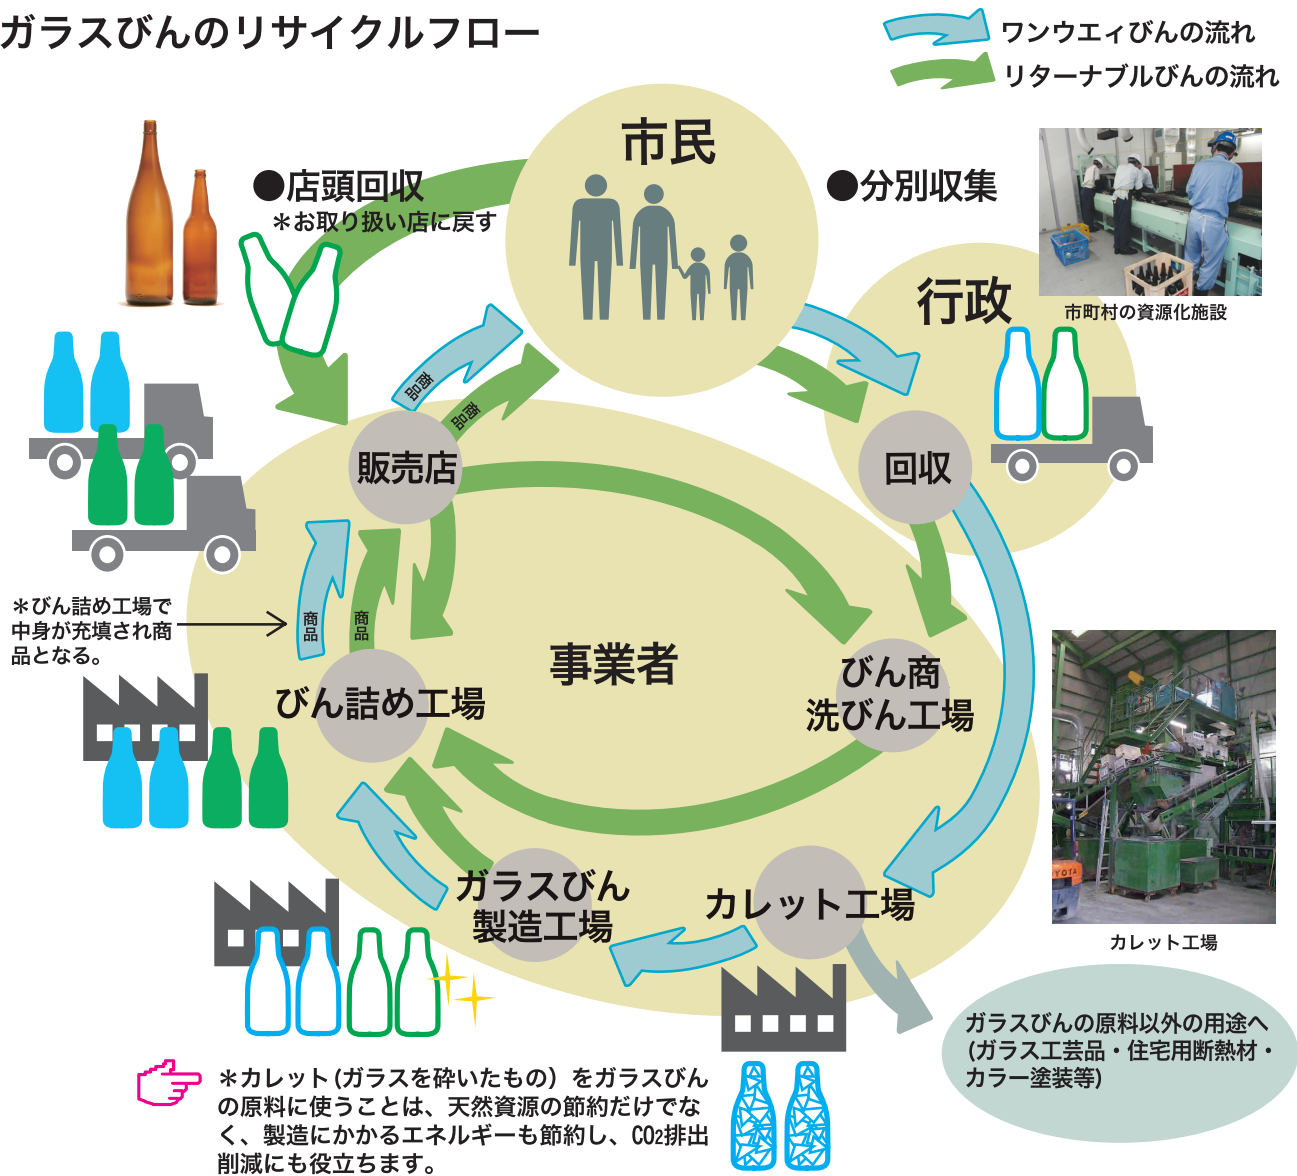 ガラスびんのリサイクルフロー
ワンウエィびんの流れ
リターナブルびんの流れ
市民
●店頭回収
＊お取り扱い店に戻す
●分別収集
行政
市町村の資源化施設
商品
商品
販売店
回収
＊びん詰め工場で
中身が充填され商
品となる。
商品
商品
事業者
びん詰め工場
びん商
洗びん工場
ガラスびん
製造工場
カレット工場
カレット工場
TOYOTA
ガラスびんの原料以外の用途へ
(ガラス工芸品・住宅用断熱材・
カラー塗装等)
＊カレット(ガラスを砕いたもの）をガラスびん
の原料に使うことは、天然資源の節約だけでな
く、製造にかかるエネルギーも節約し、CO2排出
削減にも役立ちます。